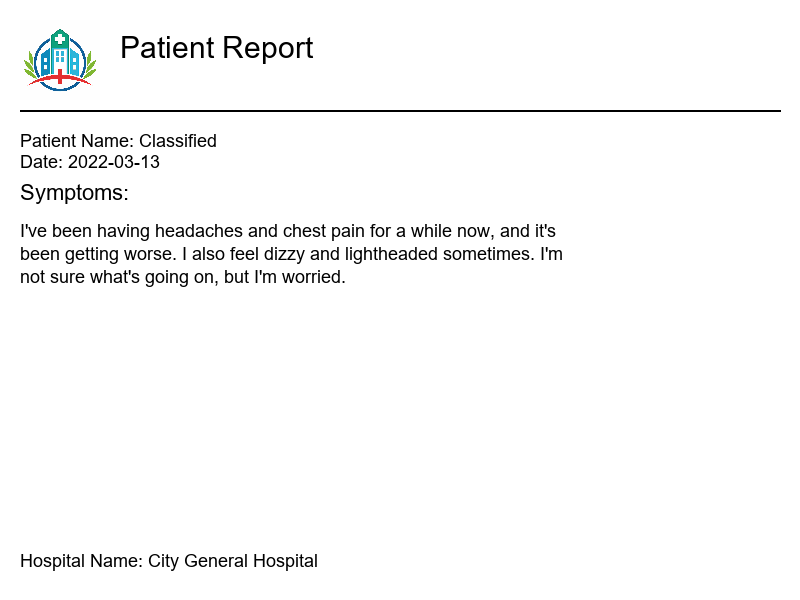 Patient Report
Patient Name: Classified
Date: 2022-03-13
Symptoms:
I've been having headaches and chest pain for a while now, and it's
been getting worse. I also feel dizzy and lightheaded sometimes. I'm
not sure what's going on, but I'm worried.
Hospital Name: City General Hospital